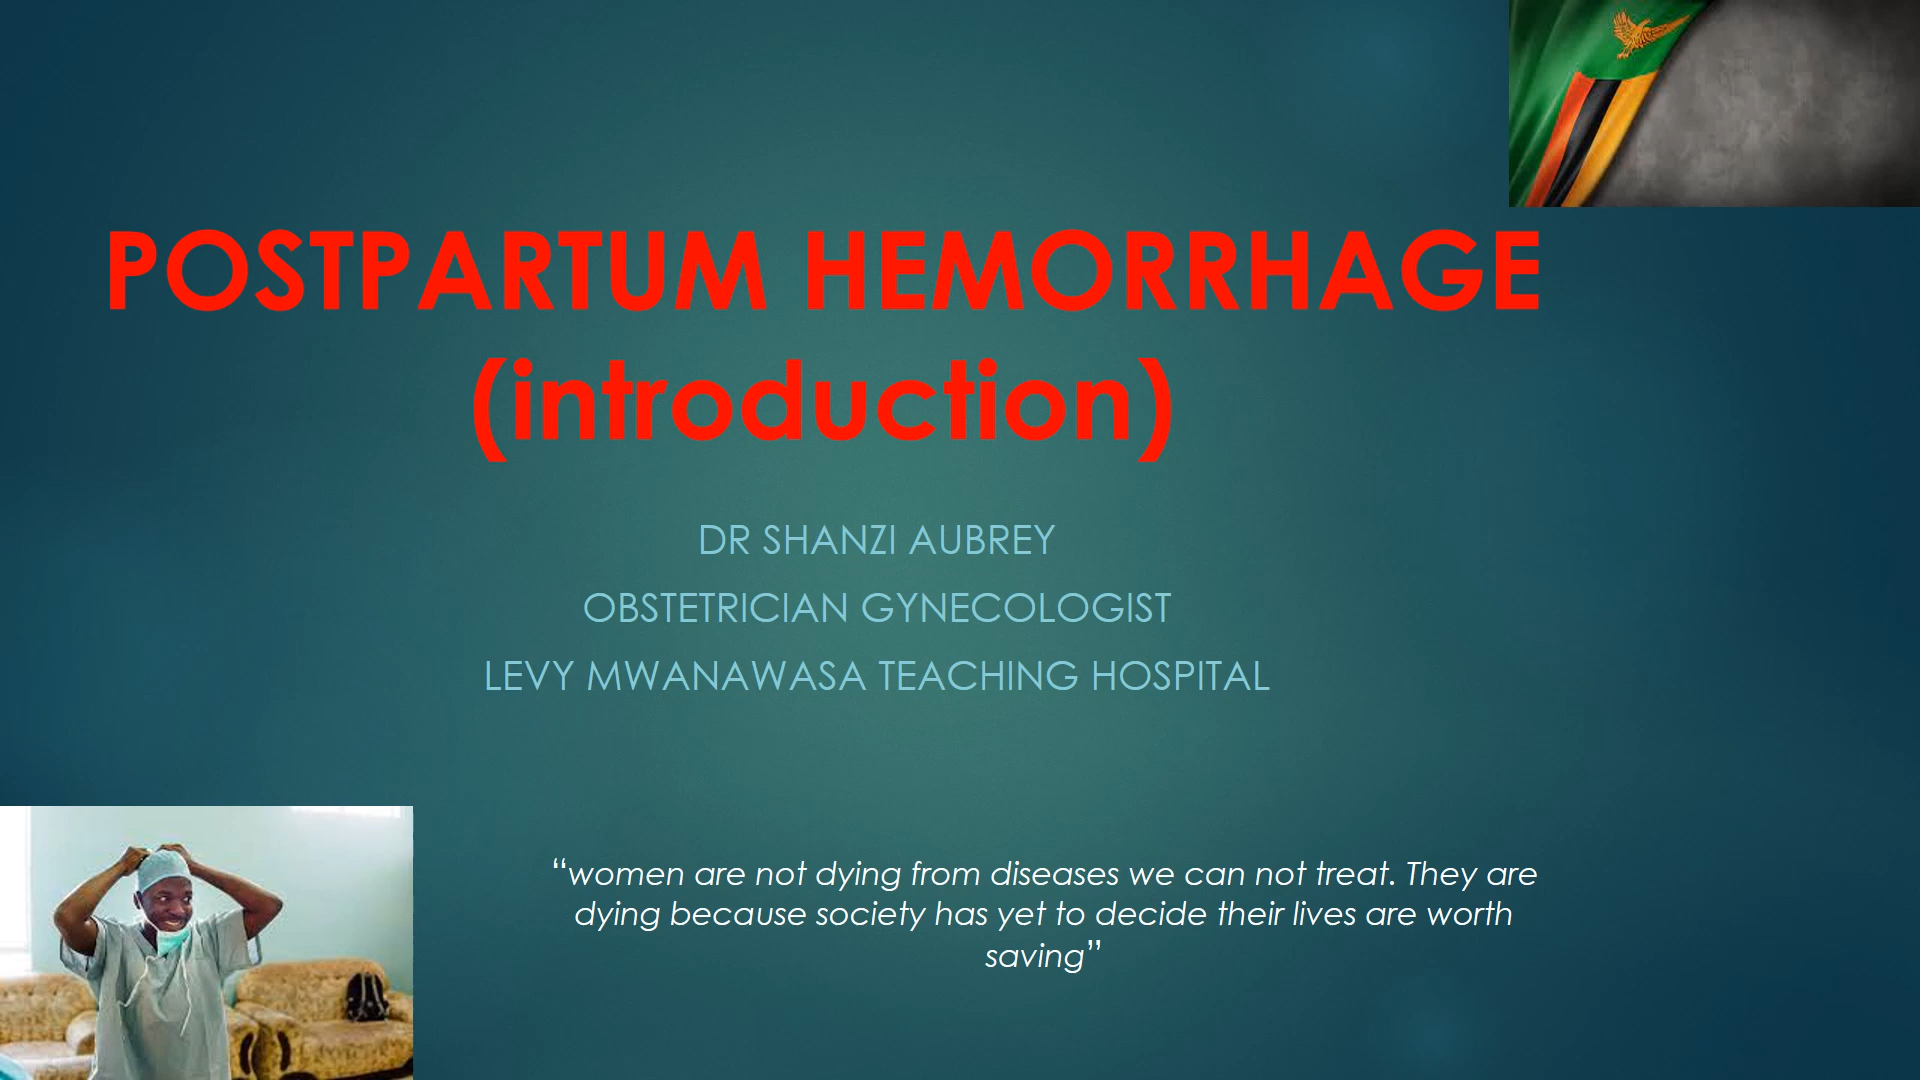 POSTPARTUM HEMORRHAGE
(introduction)
DR SHANZI AUBREY
OBSTETRICIAN GYNECOLOGIST
LEVY MWANAWASA TEACHING HOSPITAL
“women are not dying from diseases we can not treat. They are
dying because society has yet to decide their lives are worth
saving”